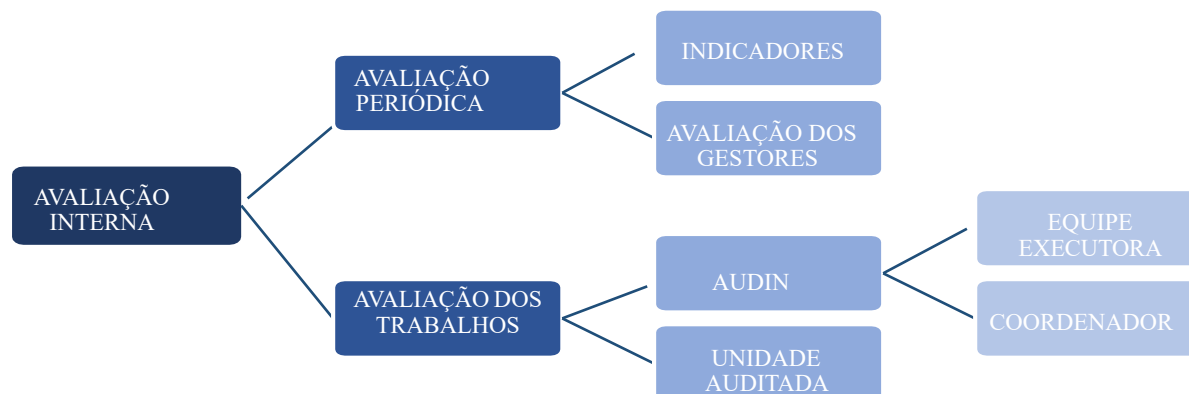 AVALIAÇÃO
INTERNA
AVALIAÇÃO
PERIÓDICA
INDICADORES
AVALIAÇÃO DOS
GESTORES
AVALIAÇÃO DOS
TRABALHOS
AUDIN
EQUIPE
EXECUTORA
COORDENADOR
UNIDADE
AUDITADA